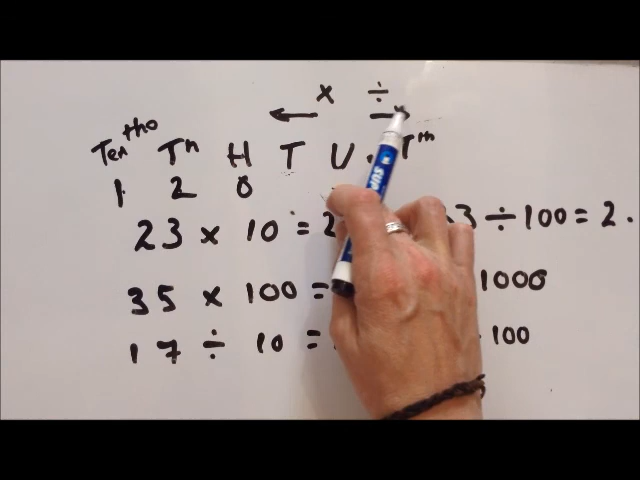 x ÷
Ten tho Th H T U . Tth
1 2 0
23 x 10 = 2 3 ÷ 100 = 2.
35 x 100 = 1000
17 ÷ 10 = 100